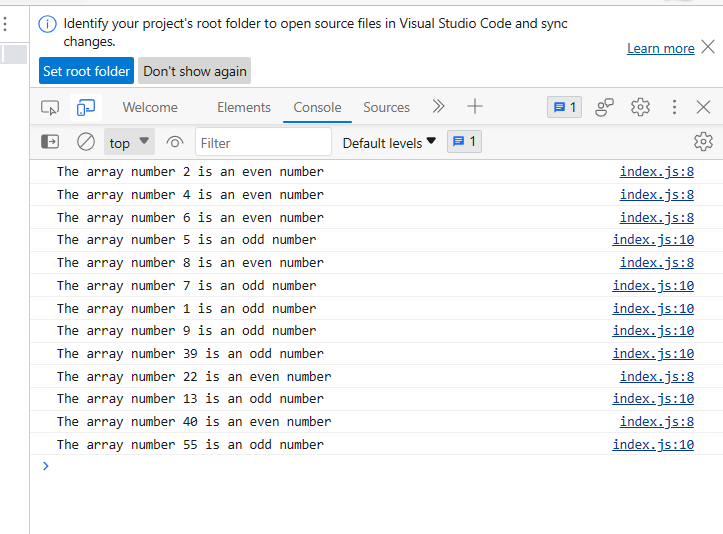 Identify your project's root folder to open source files in Visual Studio Code and sync
changes.
Learn more
Set root folder Don't show again
Welcome Elements Console Sources 1
top Filter Default levels 1
The array number 2 is an even number index.js:8
The array number 4 is an even number index.js:8
The array number 6 is an even number index.js:8
The array number 5 is an odd number index.js:10
The array number 8 is an even number index.js:8
The array number 7 is an odd number index.js:10
The array number 1 is an odd number index.js:10
The array number 9 is an odd number index.js:10
The array number 39 is an odd number index.js:10
The array number 22 is an even number index.js:8
The array number 13 is an odd number index.js:10
The array number 40 is an even number index.js:8
The array number 55 is an odd number index.js:10